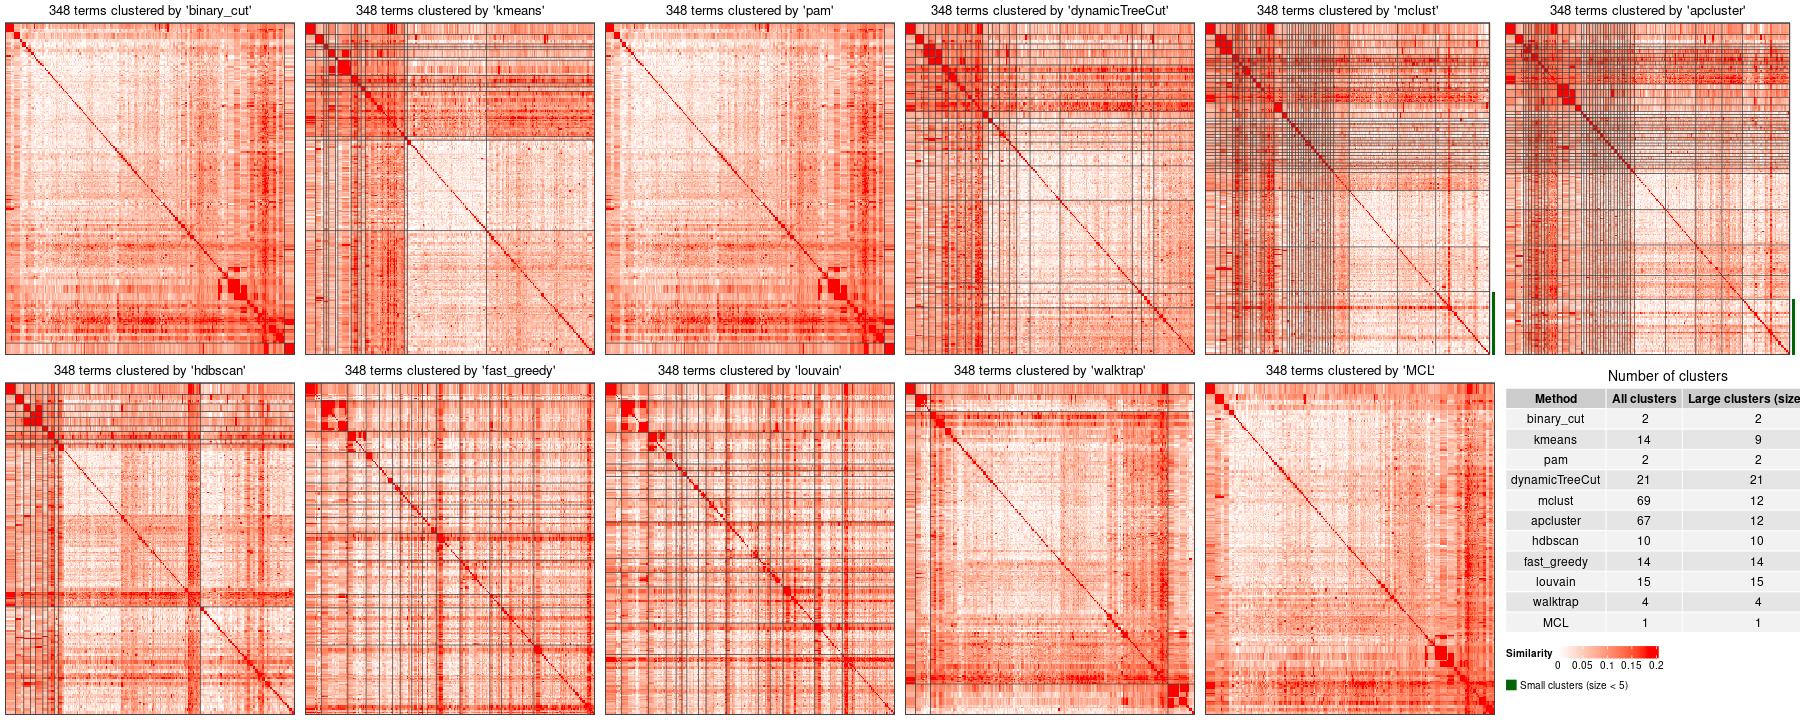 348 terms clustered by 'binary_cut'
348 terms clustered by 'kmeans'
348 terms clustered by 'pam'
348 terms clustered by 'dynamicTreeCut'
348 terms clustered by 'mclust'
348 terms clustered by 'apcluster'
348 terms clustered by 'hdbscan'
348 terms clustered by 'fast_greedy'
348 terms clustered by 'louvain'
348 terms clustered by 'walktrap'
348 terms clustered by 'MCL'
Number of clusters
Method All clusters Large clusters (size
binary_cut 2 2
kmeans 14 9
pam 2 2
dynamicTreeCut 21 21
mclust 69 12
apcluster 67 12
hdbscan 10 10
fast_greedy 14 14
louvain 15 15
walktrap 4 4
MCL 1 1
Similarity
0 0.05 0.1 0.15 0.2
Small clusters (size < 5)